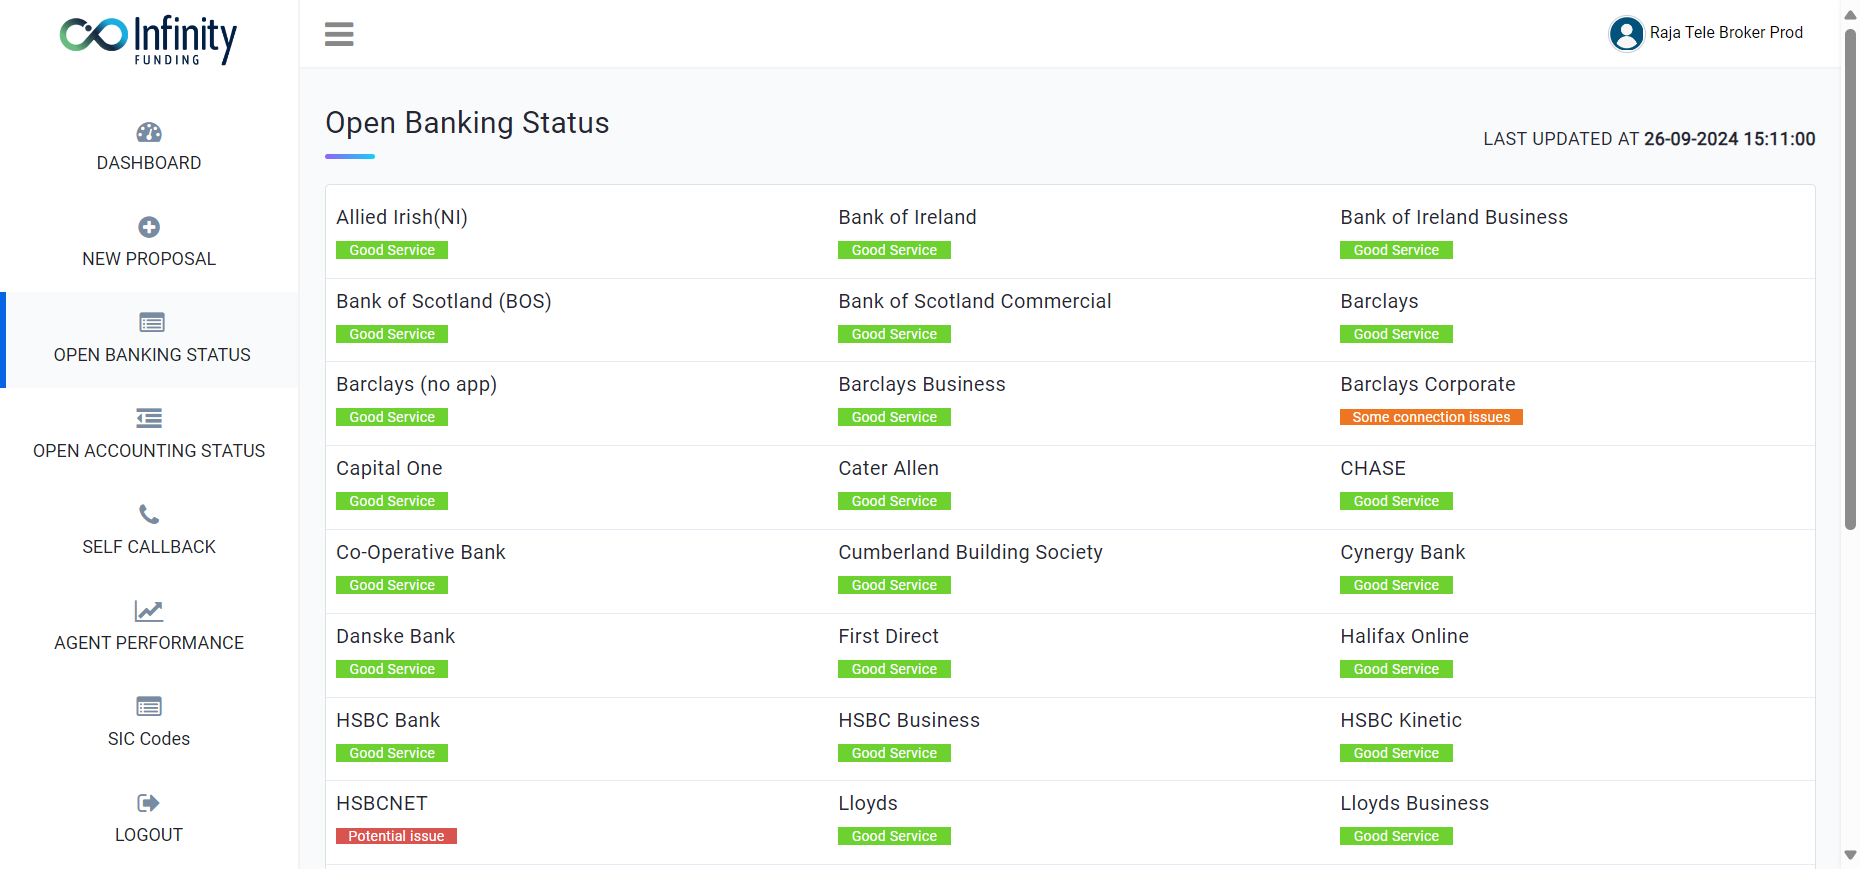 Infinity
FUNDING
Raja Tele Broker Prod
DASHBOARD
NEW PROPOSAL
OPEN BANKING STATUS
OPEN ACCOUNTING STATUS
SELF CALLBACK
AGENT PERFORMANCE
SIC Codes
LOGOUT
Open Banking Status
LAST UPDATED AT 26-09-2024 15:11:00
Allied Irish(NI)
Good Service
Bank of Ireland
Good Service
Bank of Ireland Business
Good Service
Bank of Scotland (BOS)
Good Service
Bank of Scotland Commercial
Good Service
Barclays
Good Service
Barclays (no app)
Good Service
Barclays Business
Good Service
Barclays Corporate
Some connection issues
Capital One
Good Service
Cater Allen
Good Service
CHASE
Good Service
Co-Operative Bank
Good Service
Cumberland Building Society
Good Service
Cynergy Bank
Good Service
Danske Bank
Good Service
First Direct
Good Service
Halifax Online
Good Service
HSBC Bank
Good Service
HSBC Business
Good Service
HSBC Kinetic
Good Service
HSBCNET
Potential issue
Lloyds
Good Service
Lloyds Business
Good Service